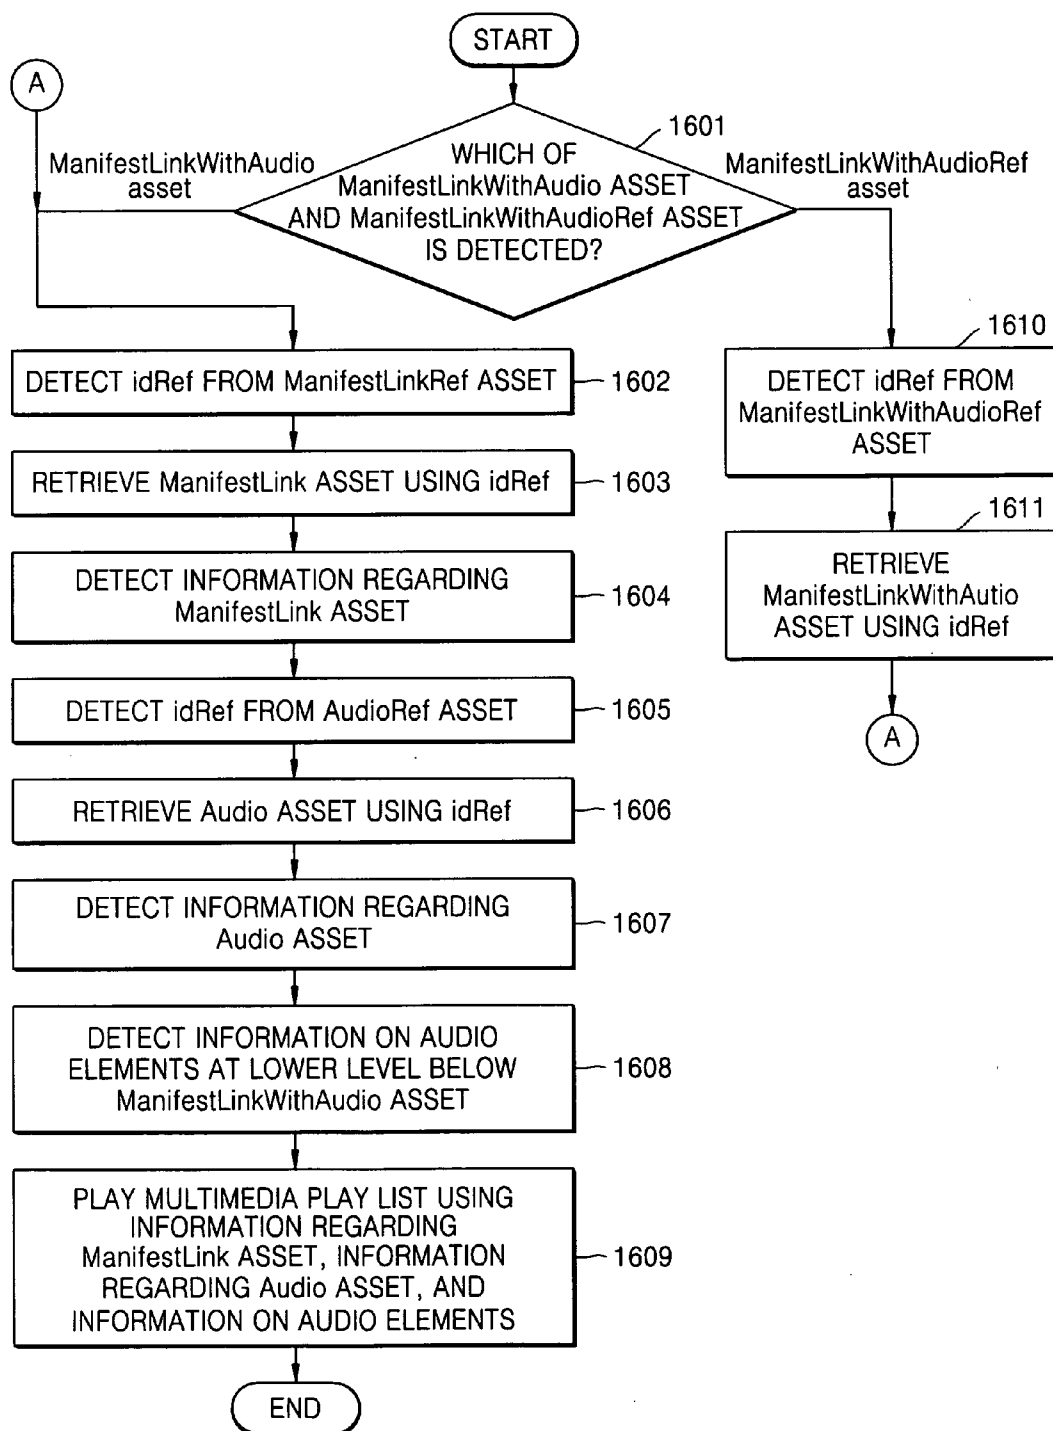 START
A
1601
ManifestLinkWithAudio
asset
WHICH OF
ManifestLinkWithAudio ASSET
AND ManifestLinkWithAudioRef ASSET
IS DETECTED?
ManifestLinkWithAudioRef
asset
DETECT idRef FROM ManifestLinkRef ASSET
1602
RETRIEVE ManifestLink ASSET USING idRef
1603
DETECT INFORMATION REGARDING
ManifestLink ASSET
1604
DETECT idRef FROM AudioRef ASSET
1605
RETRIEVE Audio ASSET USING idRef
1606
DETECT INFORMATION REGARDING
Audio ASSET
1607
DETECT INFORMATION ON AUDIO
ELEMENTS AT LOWER LEVEL BELOW
ManifestLinkWithAudio ASSET
1608
PLAY MULTIMEDIA PLAY LIST USING
INFORMATION REGARDING
ManifestLink ASSET, INFORMATION
REGARDING Audio ASSET, AND
INFORMATION ON AUDIO ELEMENTS
1609
END
1610
DETECT idRef FROM
ManifestLinkWithAudioRef
ASSET
1611
RETRIEVE
ManifestLinkWithAutio
ASSET USING idRef
A